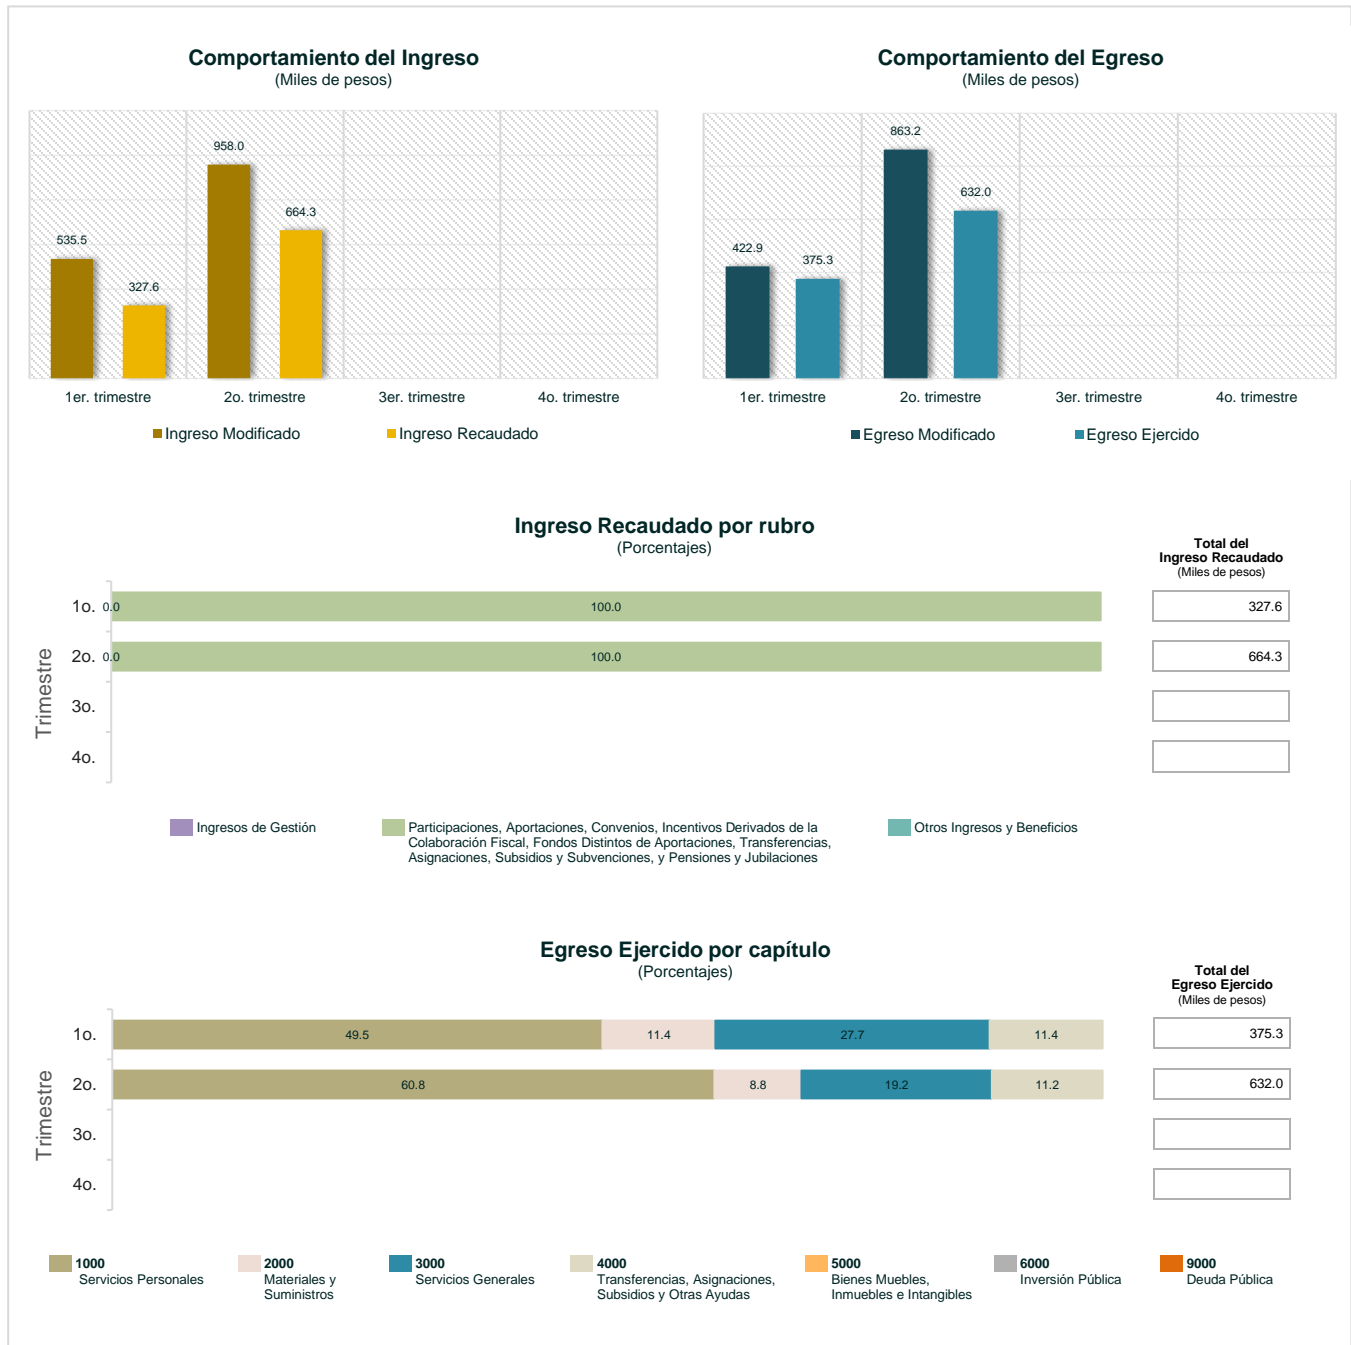 Comportamiento del Ingreso
(Miles de pesos)
958.0
664.3
535.5
327.6
1er. trimestre 2o. trimestre 3er. trimestre 4o. trimestre
Ingreso Modificado Ingreso Recaudado
Comportamiento del Egreso
(Miles de pesos)
863.2
632.0
422.9
375.3
1er. trimestre 2o. trimestre 3er. trimestre 4o. trimestre
Egreso Modificado Egreso Ejercido
Ingreso Recaudado por rubro
(Porcentajes)
Total del
Ingreso Recaudado
(Miles de pesos)
Trimestre
1o. 0.0 100.0 327.6
2o. 0.0 100.0 664.3
3o.
4o.
Ingresos de Gestión
Participaciones, Aportaciones, Convenios, Incentivos Derivados de la
Colaboración Fiscal, Fondos Distintos de Aportaciones, Transferencias,
Asignaciones, Subsidios y Subvenciones, y Pensiones y Jubilaciones
Otros Ingresos y Beneficios
Egreso Ejercido por capítulo
(Porcentajes)
Total del
Egreso Ejercido
(Miles de pesos)
Trimestre
1o. 49.5 11.4 27.7 11.4 375.3
2o. 60.8 8.8 19.2 11.2 632.0
3o.
4o.
1000
Servicios Personales
2000
Materiales y
Suministros
3000
Servicios Generales
4000
Transferencias, Asignaciones,
Subsidios y Otras Ayudas
5000
Bienes Muebles,
Inmuebles e Intangibles
6000
Inversión Pública
9000
Deuda Pública